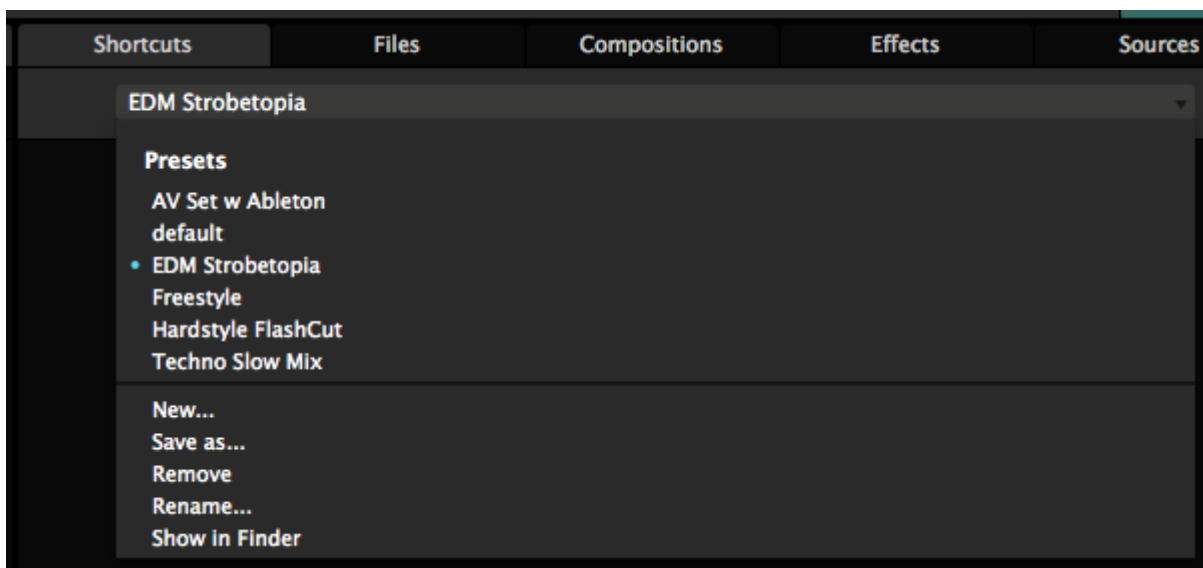 Shortcuts Files Compositions Effects Sources
EDM Strobetopia
Presets
AV Set w Ableton
default
EDM Strobetopia
Freestyle
Hardstyle FlashCut
Techno Slow Mix
New...
Save as...
Remove
Rename...
Show in Finder